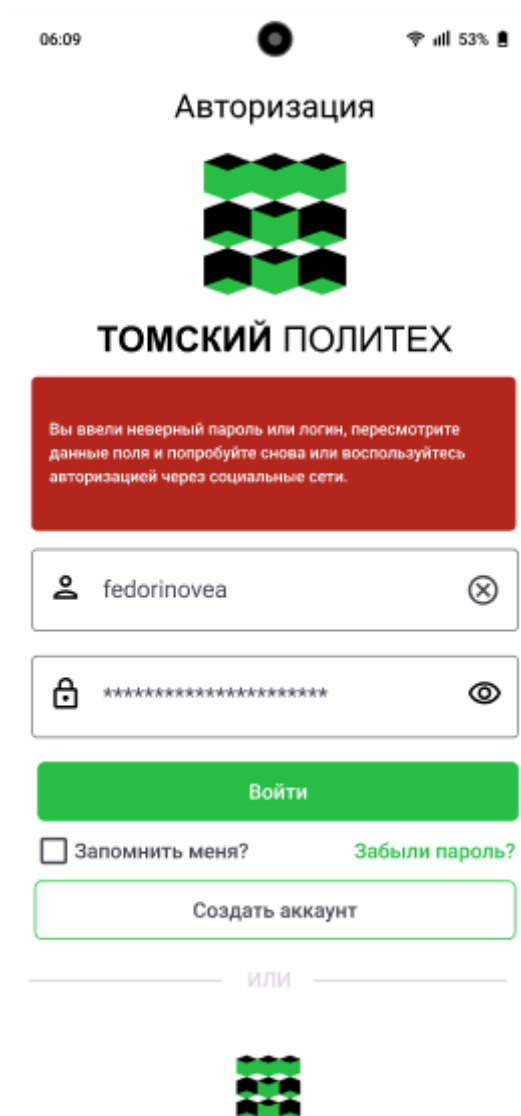 06:09
53%
Авторизация
ТОМСКИЙ ПОЛИТЕХ
Вы ввели неверный пароль или логин, пересмотрите
данные поля и попробуйте снова или воспользуйтесь
авторизацией через социальные сети.
fedorinovea
**********************
Войти
Запомнить меня? Забыли пароль?
Создать аккаунт
ИЛИ